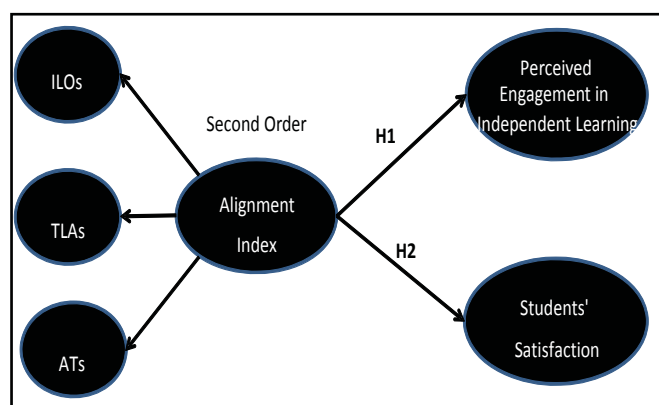 ILOs
TLAs
ATs
Second Order
Alignment
Index
H1
H2
Perceived
Engagement in
Independent Learning
Students'
Satisfaction